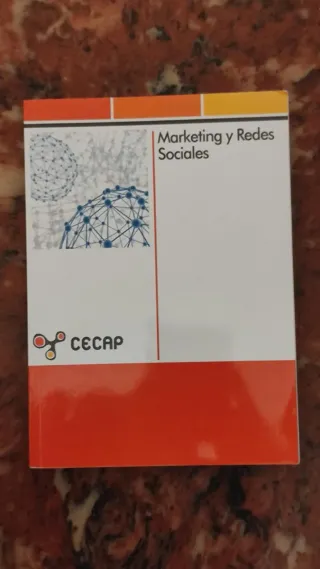 Marketing y Redes
Sociales
CECAP